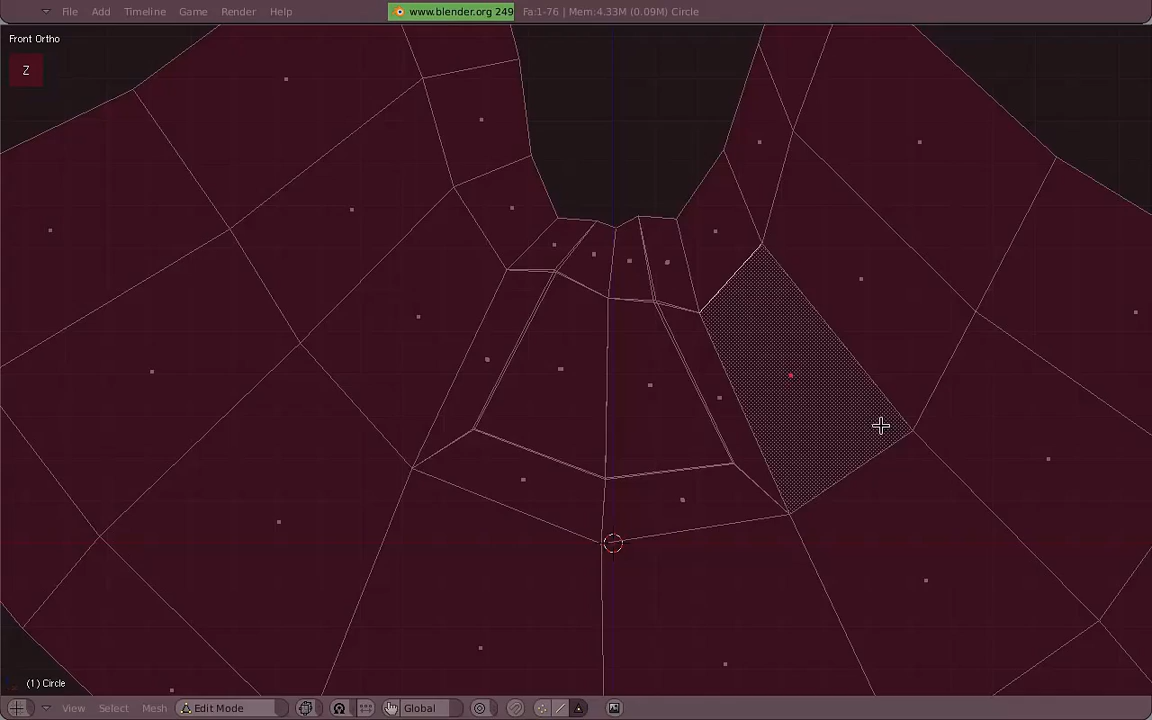 File Add Timeline Game Render Help www.blender.org 249 Fa:1-76 | Mem:4.33M (0.09M) Circle
Front Ortho
Z
(1) Circle
View Select Mesh Edit Mode Global